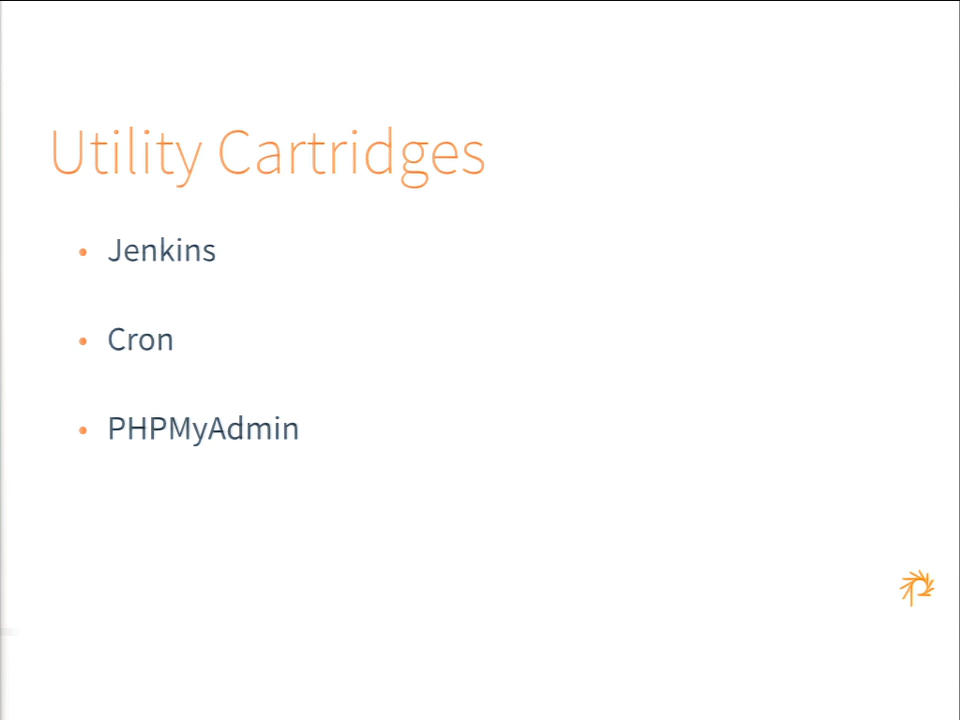 Utility Cartridges
• Jenkins
• Cron
• PHPMyAdmin